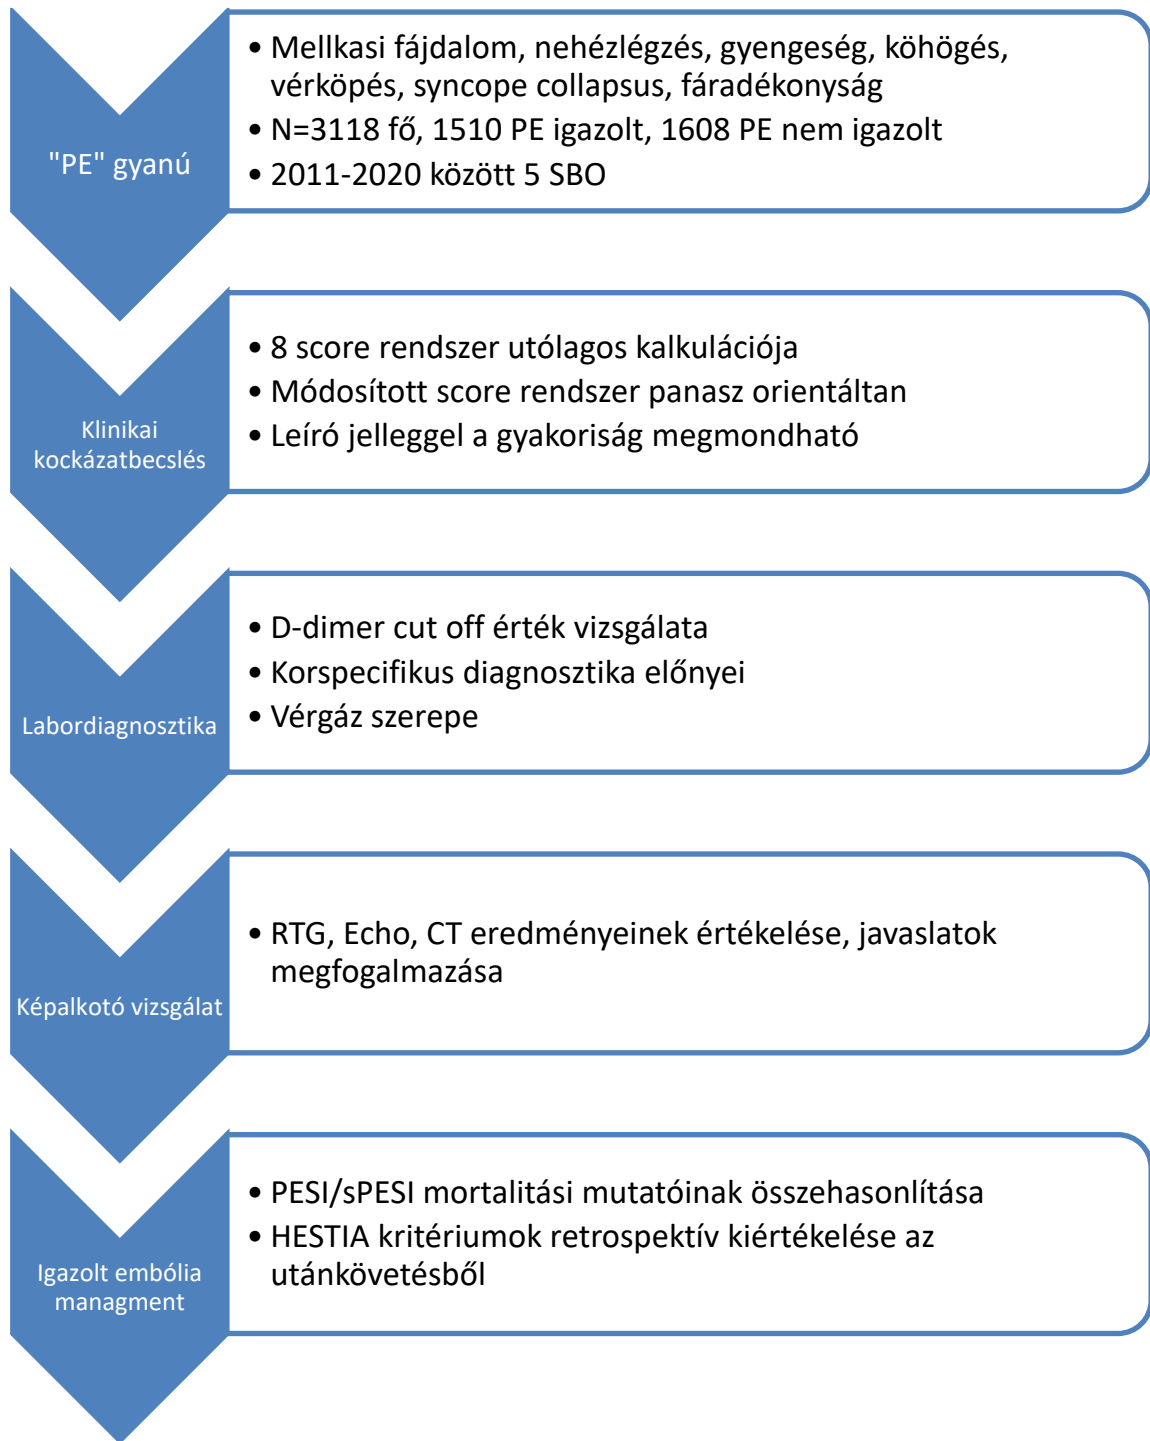 "PE" gyanú
• Mellkasi fájdalom, nehézlégzés, gyengeség, köhögés,
vérköpés, syncope collapsus, fáradékonyság
• N=3118 fő, 1510 PE igazolt, 1608 PE nem igazolt
• 2011-2020 között 5 SBO
Klinikai
kockázatbecslés
• 8 score rendszer utólagos kalkulációja
• Módosított score rendszer panasz orientáltan
• Leíró jelleggel a gyakoriság megmondható
Labordiagnosztika
• D-dimer cut off érték vizsgálata
• Korspecifikus diagnosztika előnyei
• Vérgáz szerepe
Képalkotó vizsgálat
• RTG, Echo, CT eredményeinek értékelése, javaslatok
megfogalmazása
Igazolt embólia
managment
• PESI/sPESI mortalitási mutatóinak összehasonlítása
• HESTIA kritériumok retrospektív kiértékelése az
utánkövetésből